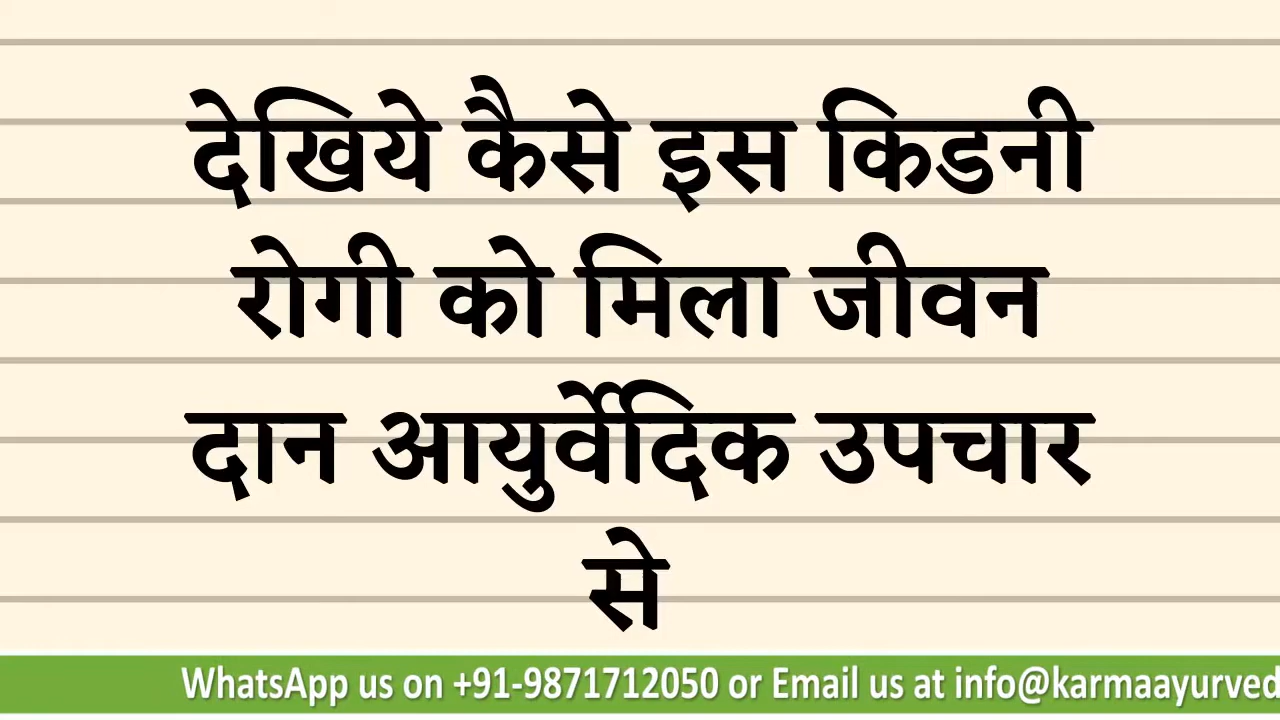 देखिये कैसे इस किडनी
रोगी को मिला जीवन
दान आयुर्वेदिक उपचार
से
WhatsApp us on +91-9871712050 or Email us at info@karmaayurved